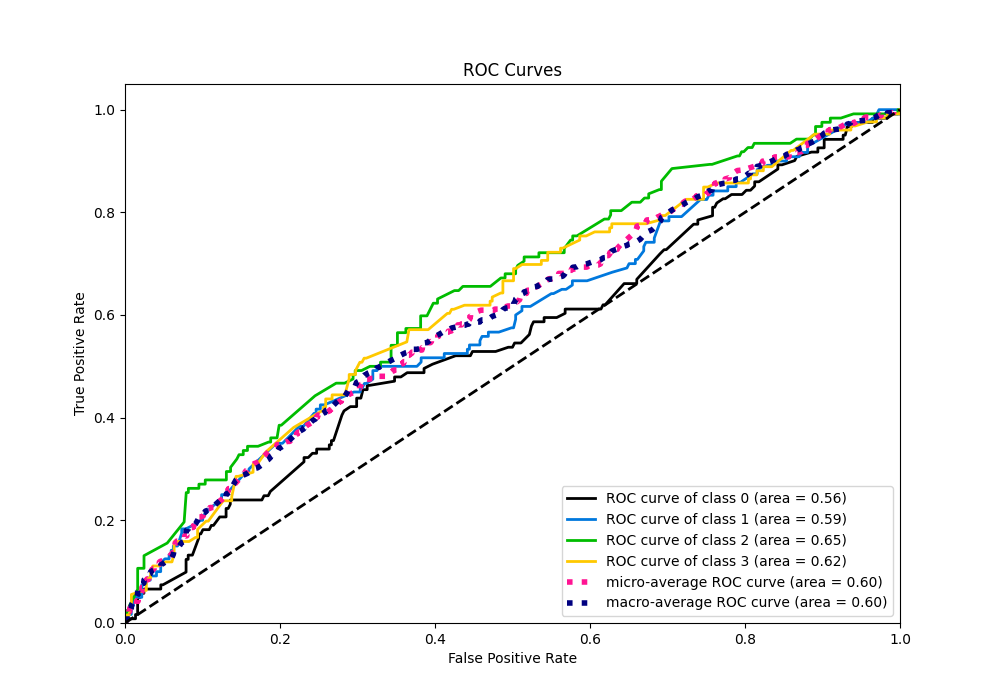 ROC Curves
True Positive Rate
1.0
0.8
0.6
0.4
0.2
0.0
ROC curve of class 0 (area = 0.56)
ROC curve of class 1 (area = 0.59)
ROC curve of class 2 (area = 0.65)
ROC curve of class 3 (area = 0.62)
micro-average ROC curve (area = 0.60)
macro-average ROC curve (area = 0.60)
0.0 0.2 0.4 0.6 0.8 1.0
False Positive Rate